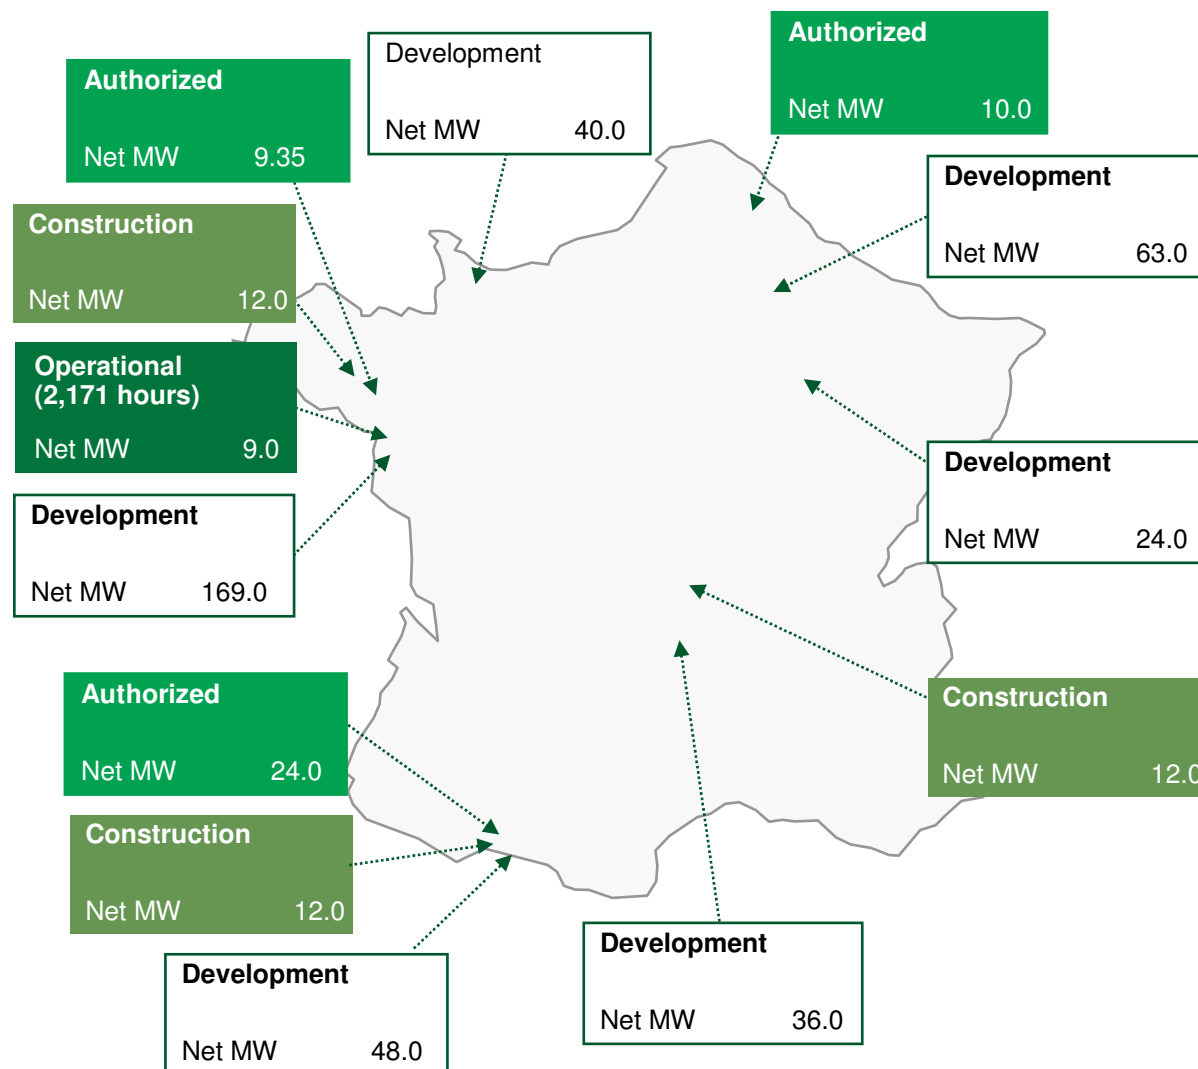 Authorized
Net MW 9.35
Development
Net MW 40.0
Authorized
Net MW 10.0
Development
Net MW 63.0
Construction
Net MW 12.0
Operational
(2,171 hours)
Net MW 9.0
Development
Net MW 169.0
Development
Net MW 24.0
Authorized
Net MW 24.0
Construction
Net MW 12.0
Construction
Net MW 12.0
Development
Net MW 36.0
Development
Net MW 48.0